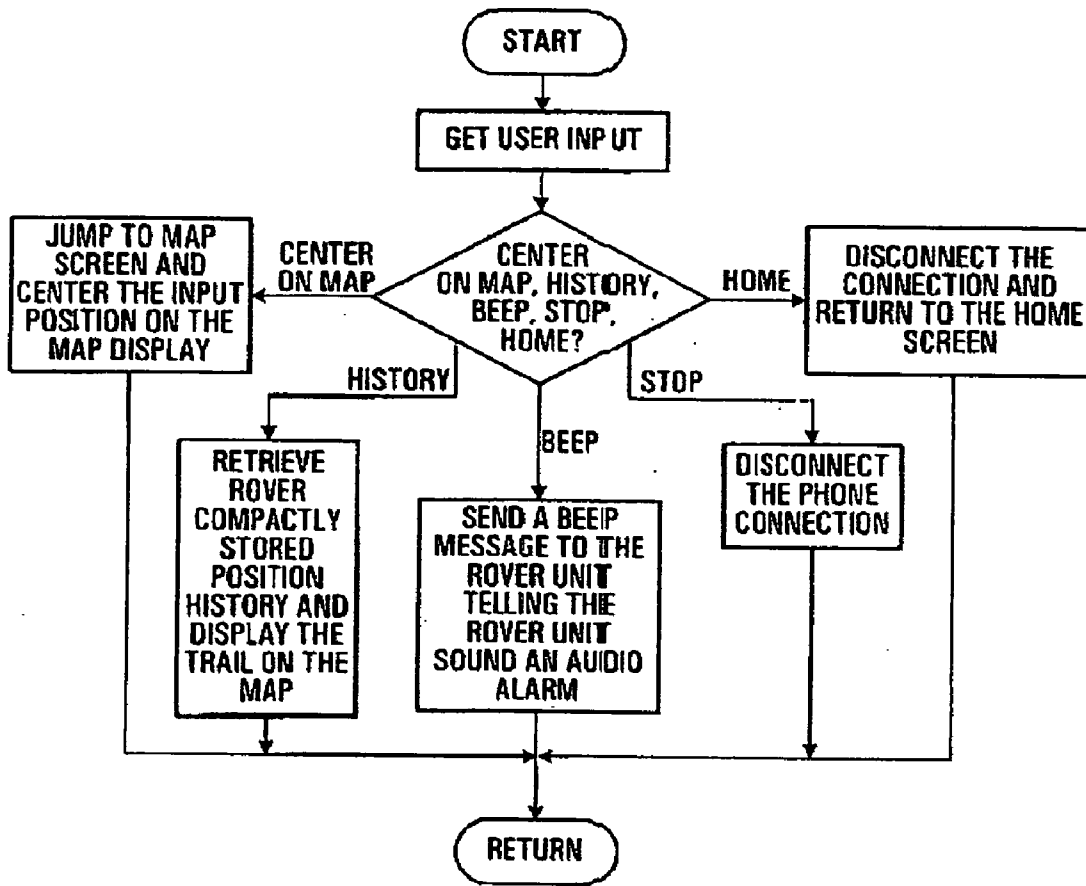 START
GET USER INPUT
CENTER
ON MAP, HISTORY,
BEEP, STOP,
HOME?
CENTER
ON MAP
JUMP TO MAP
SCREEN AND
CENTER THE INPUT
POSITION ON THE
MAP DISPLAY
HOME
DISCONNECT THE
CONNECTION AND
RETURN TO THE HOME
SCREEN
HISTORY
RETRIEVE
ROVER
COMPACTLY
STORED
POSITION
HISTORY AND
DISPLAY THE
TRAIL ON THE
MAP
BEEP
SEND A BEEP
MESSAGE TO THE
ROVER UNIT
TELLING THE
ROVER UNIT
SOUND AN AUDIO
ALARM
STOP
DISCONNECT
THE PHONE
CONNECTION
RETURN